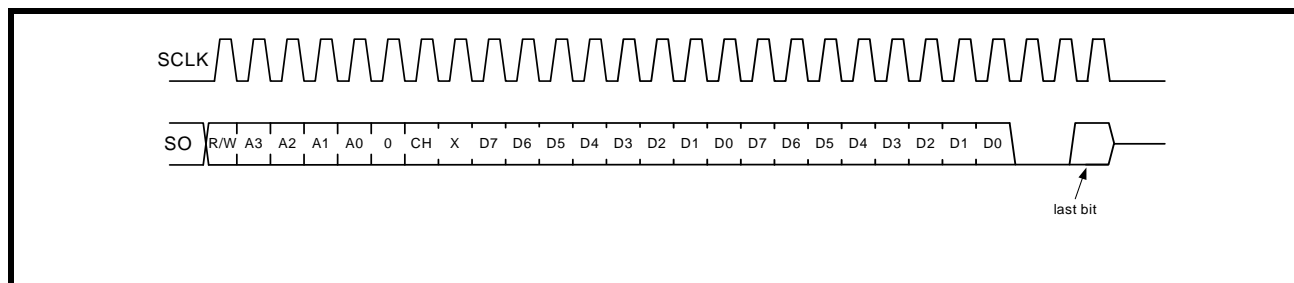 SCLK
SO R/W A3 A2 A1 A0 0 CH X D7 D6 D5 D4 D3 D2 D1 D0 D7 D6 D5 D4 D3 D2 D1 D0
last bit